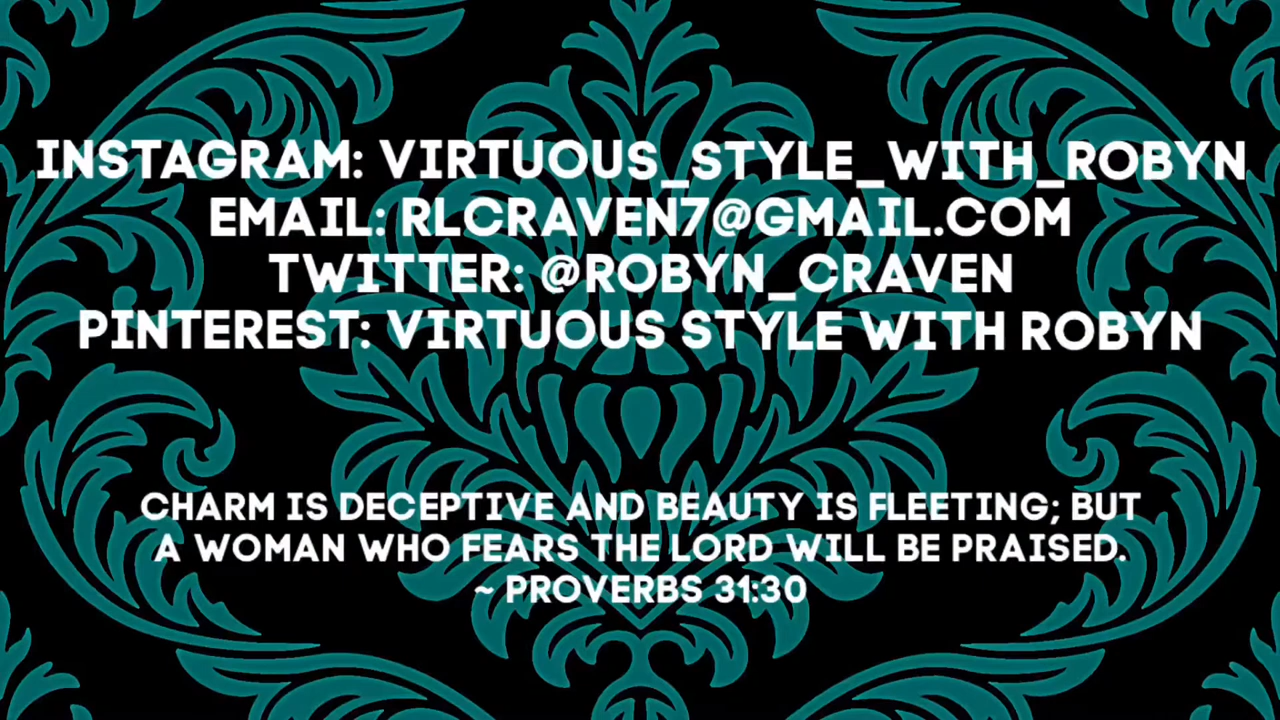 INSTAGRAM: VIRTUOUS_STYLE_WITH_ROBYN
EMAIL: RLCRAVEN7@GMAIL.COM
TWITTER: @ROBYN_CRAVEN
PINTEREST: VIRTUOUS STYLE WITH ROBYN
CHARM IS DECEPTIVE AND BEAUTY IS FLEETING; BUT
A WOMAN WHO FEARS THE LORD WILL BE PRAISED.
~ PROVERBS 31:30